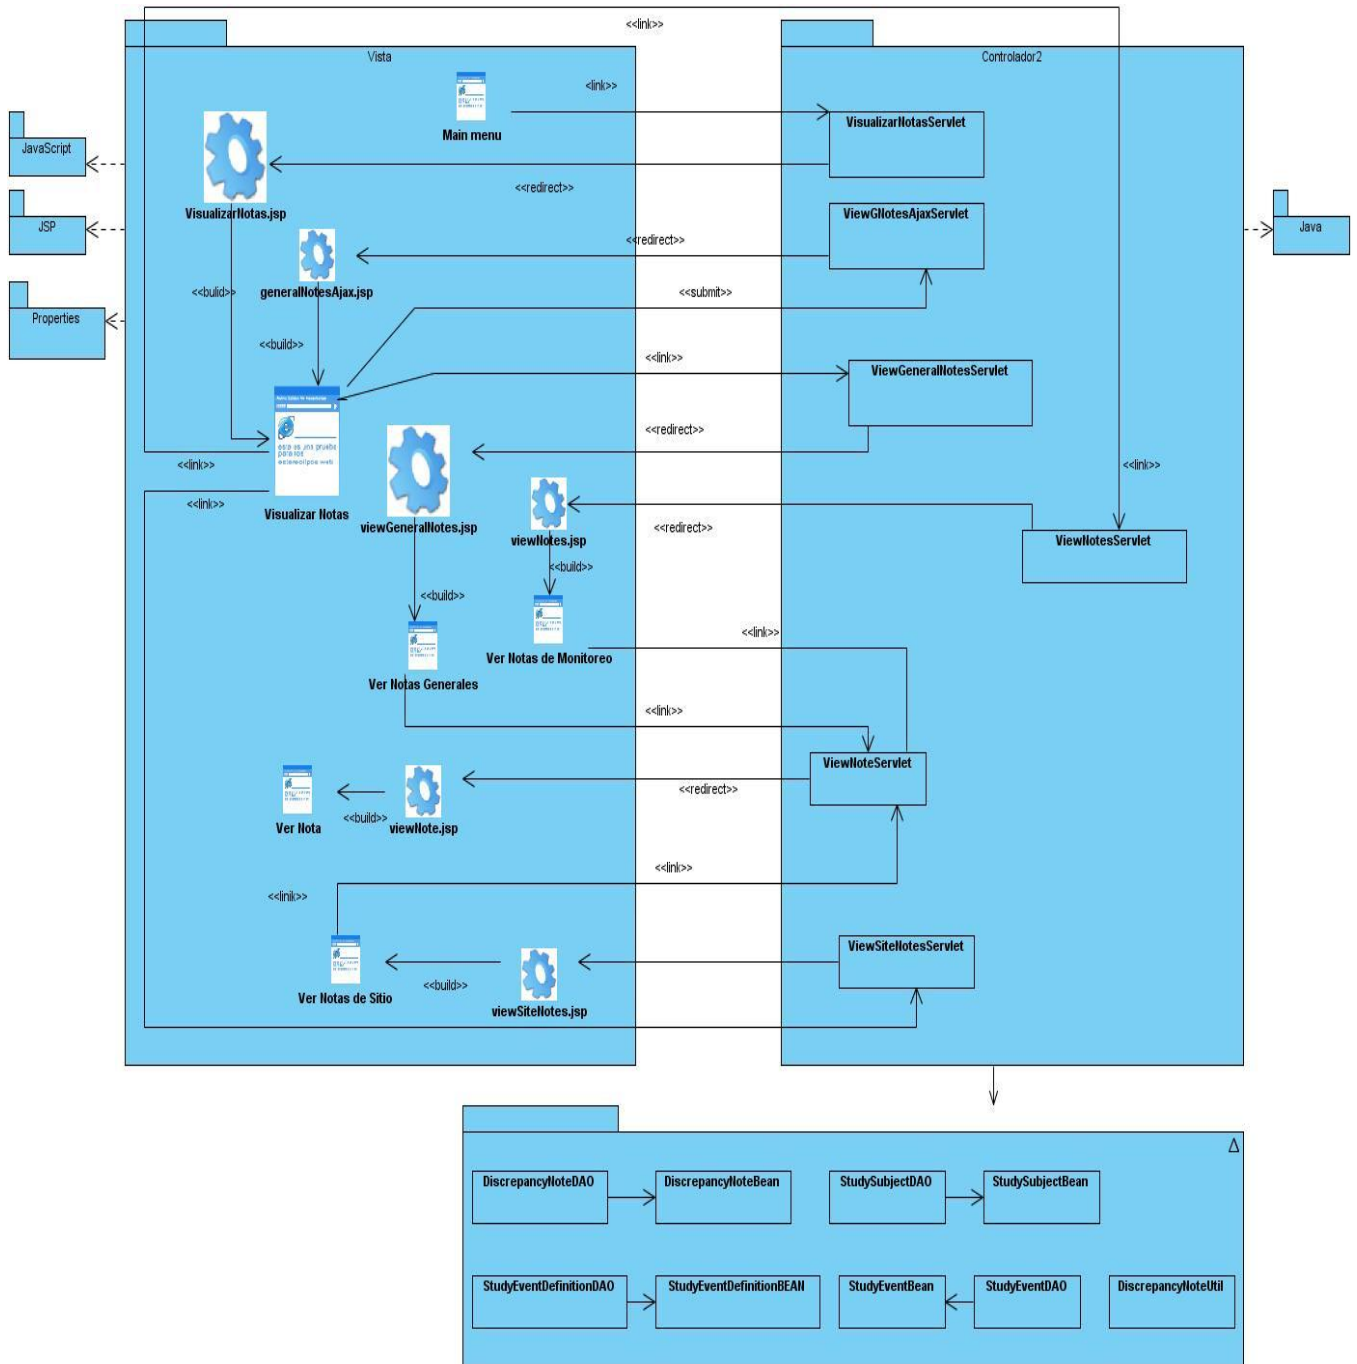 <<link>>
Vista
Controlador2
<link>>
Main menu
VisualizarNotasServlet
JavaScript
<<redirect>>
VisualizarNotas.jsp
ViewGNotesAjaxServlet
JSP
Java
<<redirect>>
generalNotesAjax.jsp
<<bulid>>
<<submit>>
Properties
<<build>>
<<link>>
ViewGeneralNotesServlet
<<redirect>>
<<link>>
<<link>>
<<link>>
Visualizar Notas
viewGeneralNotes.jsp
<<redirect>>
viewNotes.jsp
ViewNotesServlet
<<build>>
<<build>>
<<link>>
Ver Notas de Monitoreo
Ver Notas Generales
<<link>>
ViewNoteServlet
<<redirect>>
<<build>>
Ver Nota
viewNote.jsp
<<link>>
<<linik>>
ViewSiteNotesServlet
<<build>>
Ver Notas de Sitio
viewSiteNotes.jsp
DiscrepancyNoteDAO
DiscrepancyNoteBean
StudySubjectDAO
StudySubjectBean
StudyEventDefinitionDAO
StudyEventDefinitionBEAN
StudyEventBean
StudyEventDAO
DiscrepancyNoteUtil